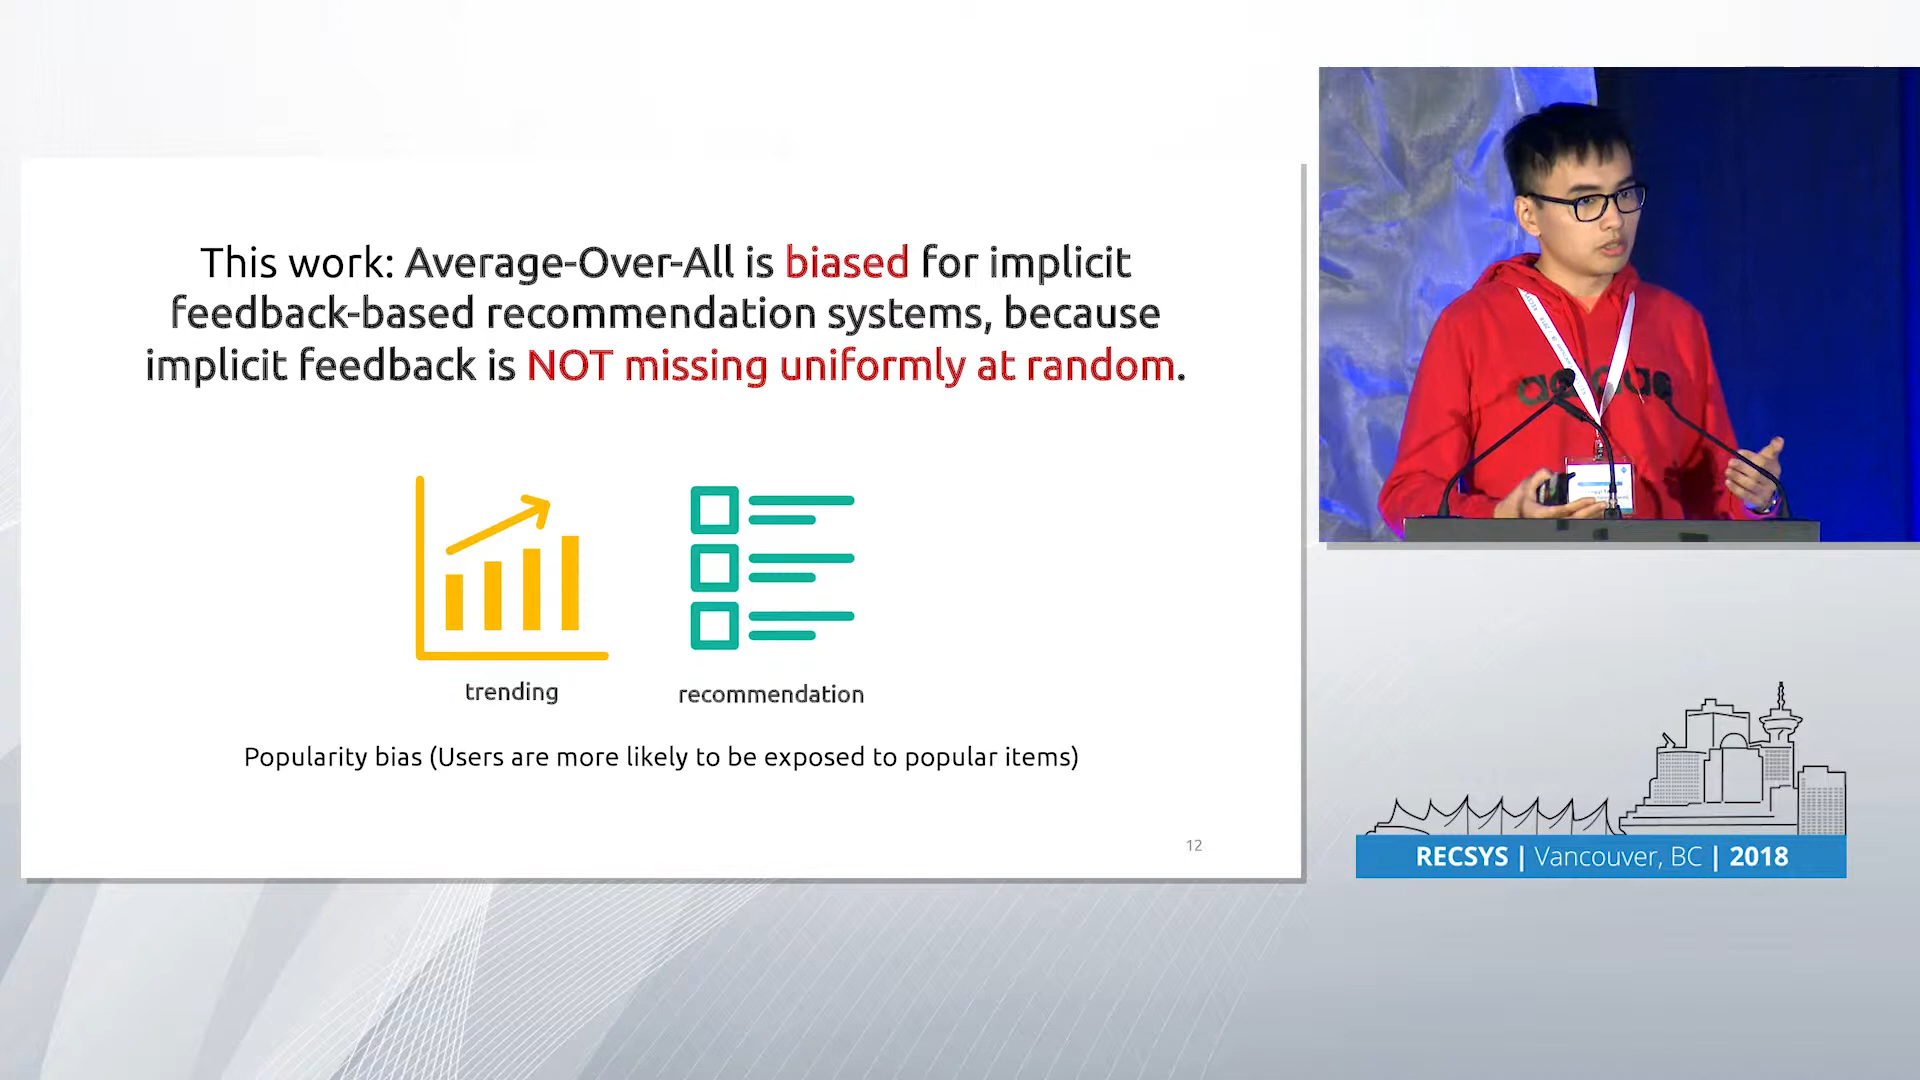 This work: Average-Over-All is biased for implicit
feedback-based recommendation systems, because
implicit feedback is NOT missing uniformly at random.
trending
recommendation
Popularity bias (Users are more likely to be exposed to popular items)
12
adidas
RECSYS | Vancouver, BC | 2018